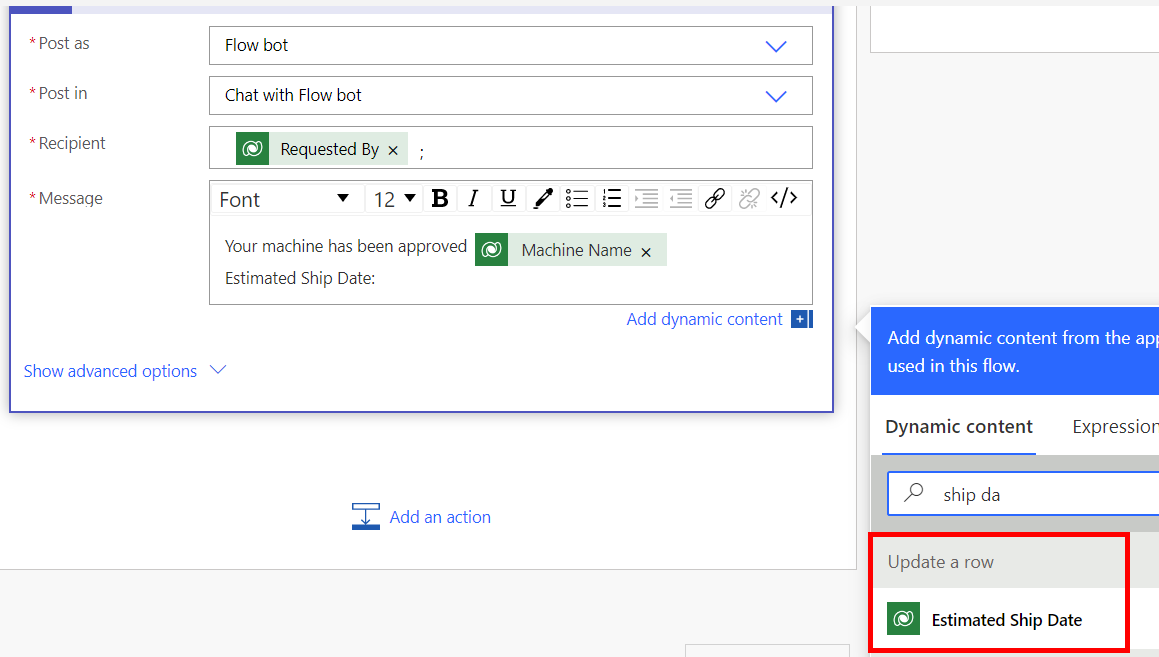 * Post as
Flow bot
* Post in
Chat with Flow bot
* Recipient
Requested By × ;
* Message
Font 12 B I U </>
Your machine has been approved Machine Name ×
Estimated Ship Date:
Add dynamic content +
Show advanced options
Add an action
Add dynamic content from the app
used in this flow.
Dynamic content Expression
ship da
Update a row
Estimated Ship Date